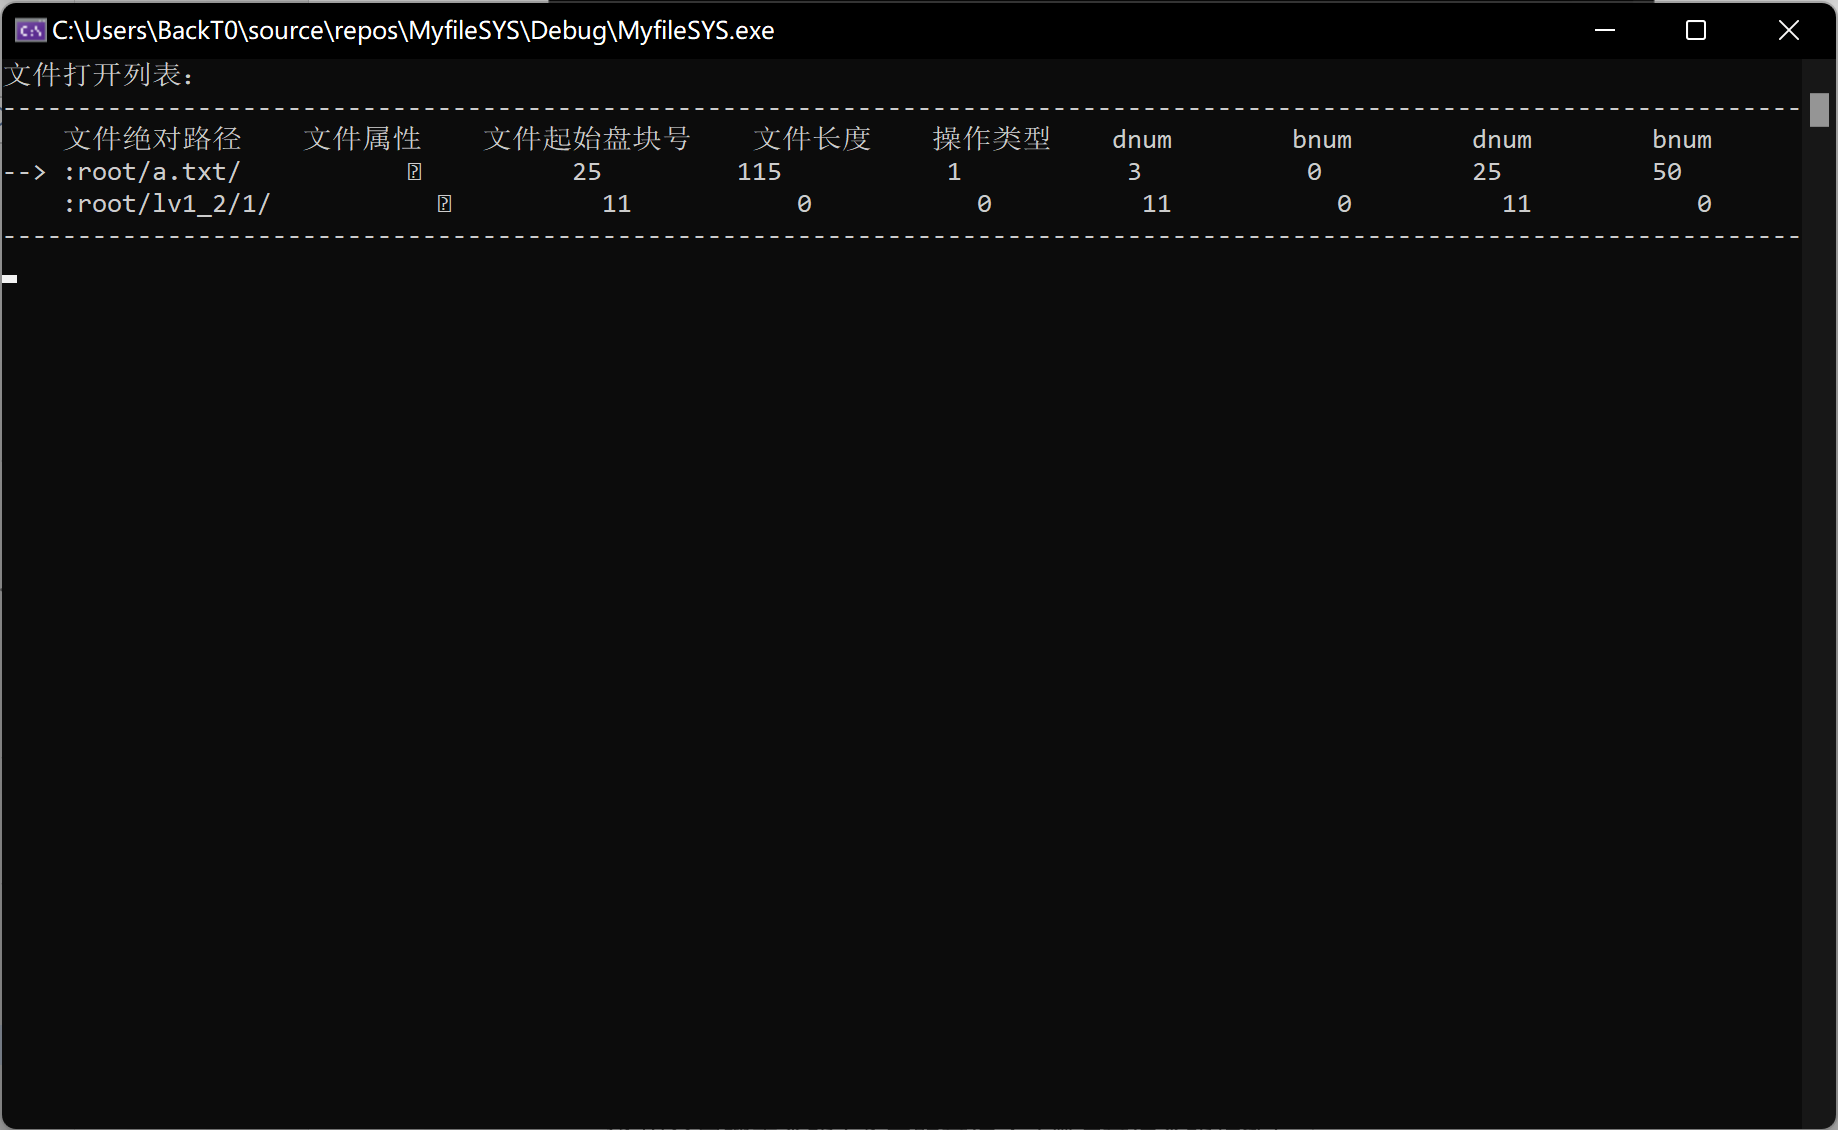 C:\Users\BackT0\source\repos\MyfileSYS\Debug\MyfileSYS.exe
文件打开列表：
------------------------------------------------------------------------------------------------------------------------
文件绝对路径 文件属性 文件起始盘块号 文件长度 操作类型 dnum bnum dnum bnum
--> :root/a.txt/ 25 115 1 3 0 25 50
:root/lv1_2/1/ 11 0 0 11 0 11 0
------------------------------------------------------------------------------------------------------------------------